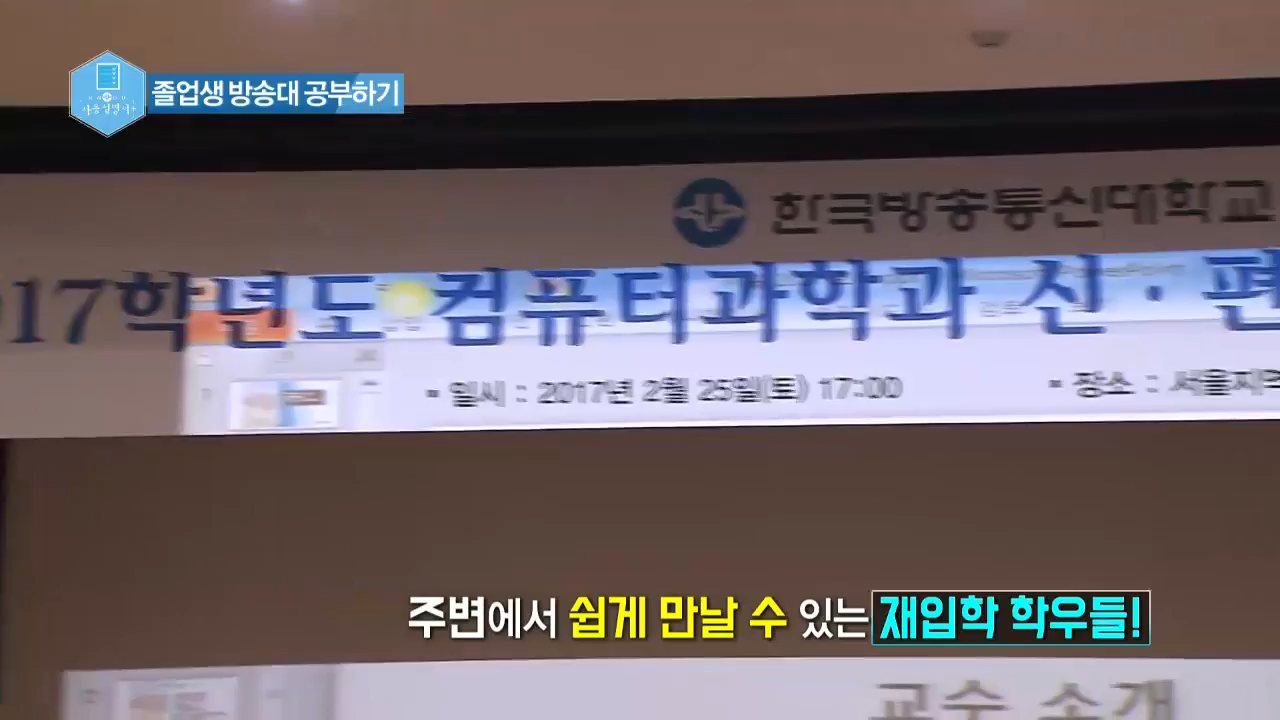 졸업생 방송대 공부하기
한국방송통신대학교
17학년도 컴퓨터과학과 신·편
▪ 일시 : 2017년 2월 25일(토) 17:00 ▪ 장소 : 서울지역
주변에서 쉽게 만날 수 있는 재입학 학우들!
교수 소개